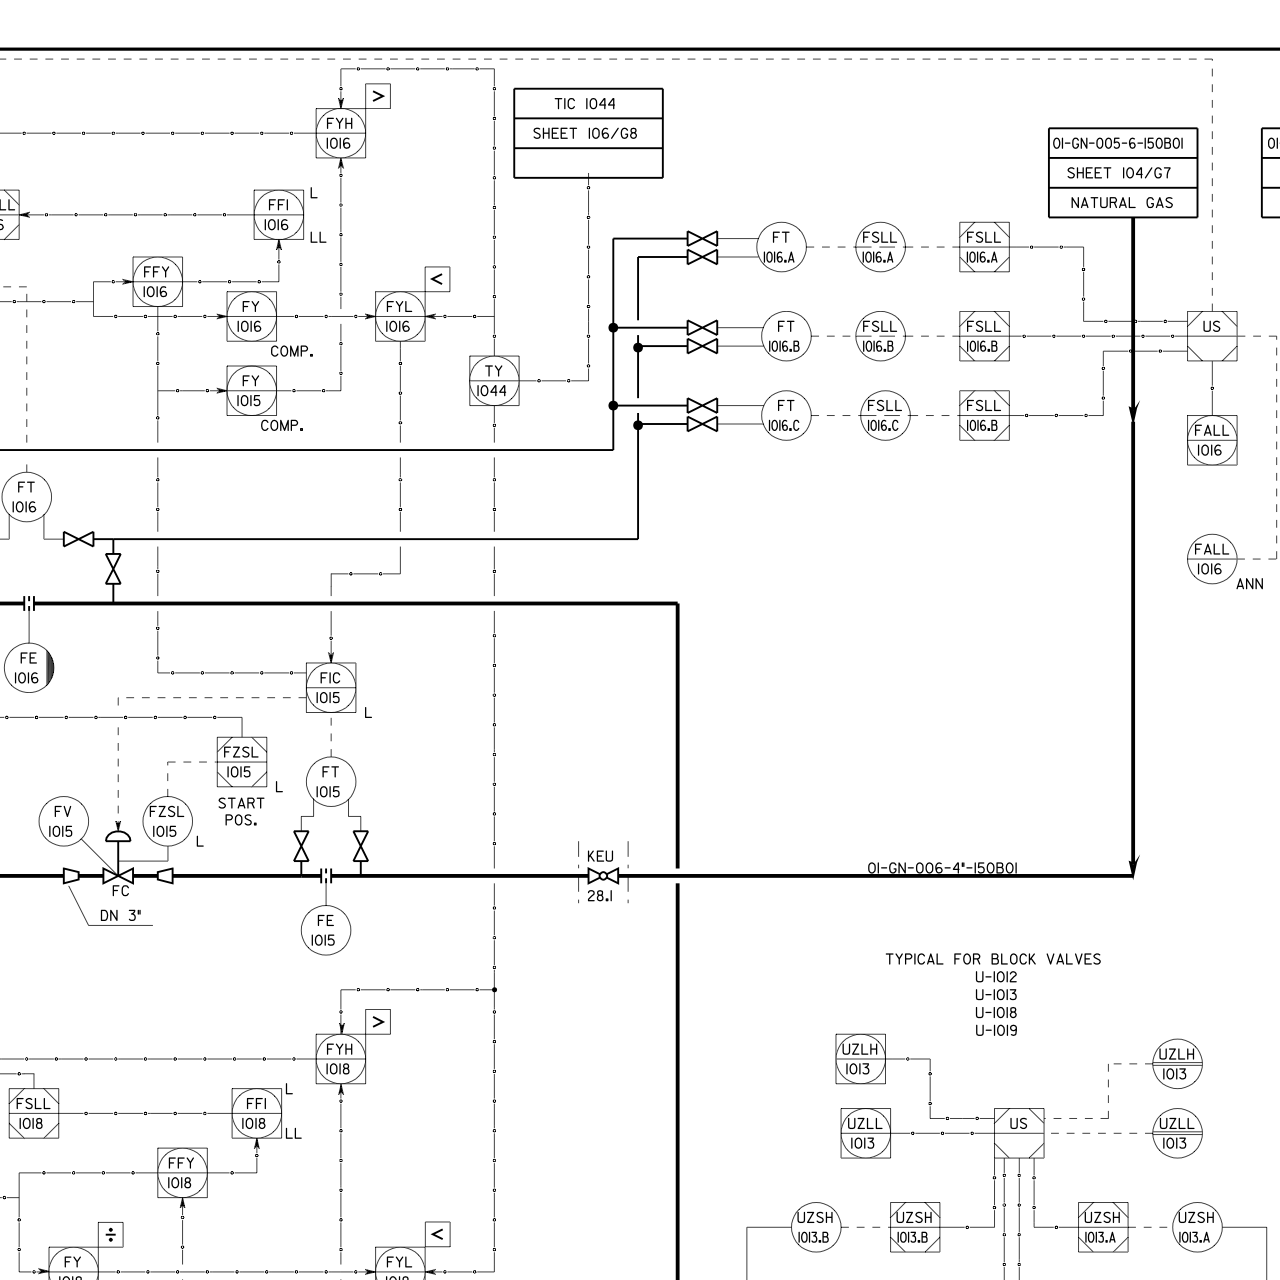 >
TIC 1044
SHEET 106/G8
FYH
1016
01-GN-005-6-150B01
SHEET 104/G7
NATURAL GAS
01-
LL
6
FFI
1016
L
LL
FFY
1016
<
FY
1016
COMP.
FYL
1016
FY
1015
COMP.
TY
1044
FT
1016.A
FSLL
1016.A
FSLL
1016.A
FT
1016.B
FSLL
1016.B
FSLL
1016.B
US
FT
1016.C
FSLL
1016.C
FSLL
1016.B
FALL
1016
FT
1016
FALL
1016
ANN
FE
1016
FIC
1015
L
FZSL
1015
L
START
POS.
FT
1015
FV
1015
FZSL
1015
L
FC
DN 3"
FE
1015
KEU
28.1
01-GN-006-4"-150B01
TYPICAL FOR BLOCK VALVES
U-1012
U-1013
U-1018
U-1019
>
FYH
1018
FSLL
1018
FFI
1018
L
LL
FFY
1018
÷
FY
1018
<
FYL
1018
UZLH
1013
UZLH
1013
UZLL
1013
US
UZLL
1013
UZSH
1013.B
UZSH
1013.B
UZSH
1013.A
UZSH
1013.A